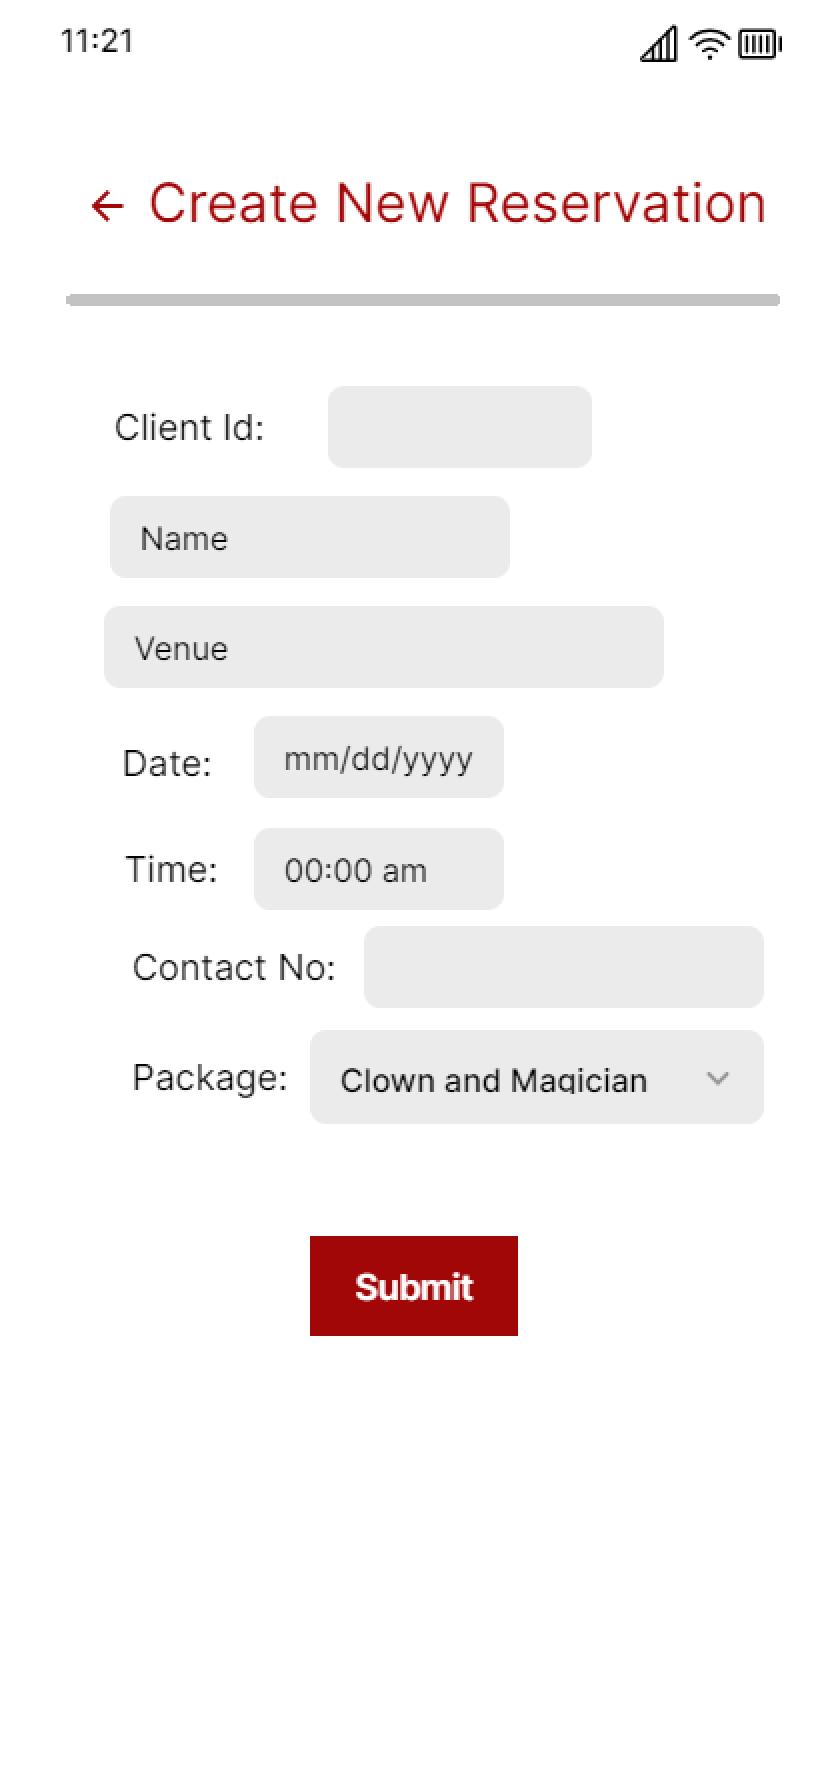 11:21
Create New Reservation
Client Id:
Name
Venue
Date: mm/dd/yyyy
Time: 00:00 am
Contact No:
Package: Clown and Magician
Submit